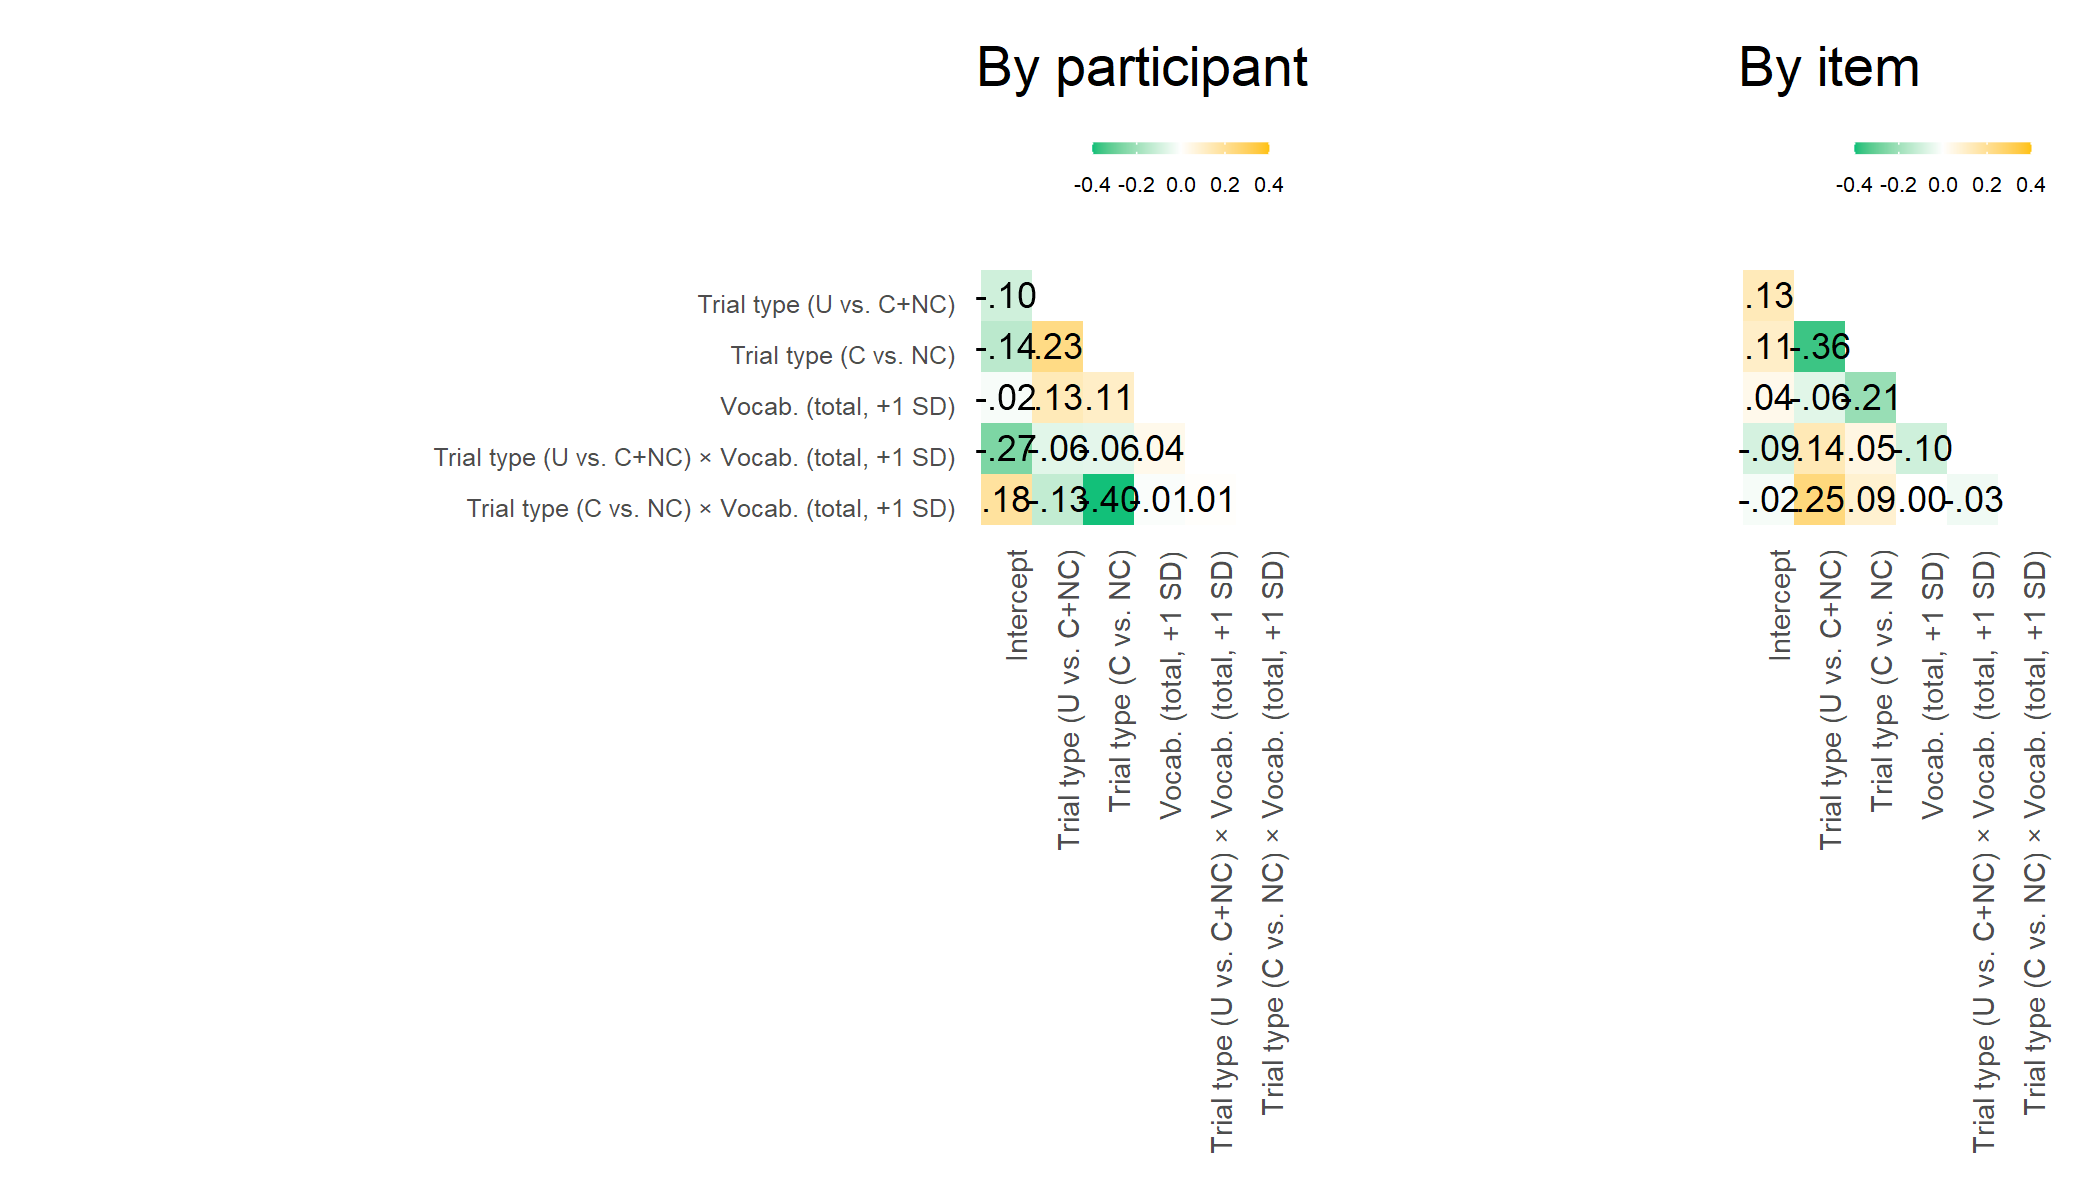 By participant
By item
-0.4 -0.2 0.0 0.2 0.4
-0.4 -0.2 0.0 0.2 0.4
Trial type (U vs. C+NC) -.10 .13
Trial type (C vs. NC) -.14 .23 .11 -.36
Vocab. (total, +1 SD) -.02 .13 .11 .04 -.06 -.21
Trial type (U vs. C+NC) × Vocab. (total, +1 SD) -.27 -.06 -.06 .04 -.09 .14 .05 -.10
Trial type (C vs. NC) × Vocab. (total, +1 SD) .18 -.13 -.40 -.01 .01 -.02 .25 .09 .00 -.03
Intercept
Trial type (U vs. C+NC)
Trial type (C vs. NC)
Vocab. (total, +1 SD)
Trial type (U vs. C+NC) × Vocab. (total, +1 SD)
Trial type (C vs. NC) × Vocab. (total, +1 SD)
Intercept
Trial type (U vs. C+NC)
Trial type (C vs. NC)
Vocab. (total, +1 SD)
Trial type (U vs. C+NC) × Vocab. (total, +1 SD)
Trial type (C vs. NC) × Vocab. (total, +1 SD)